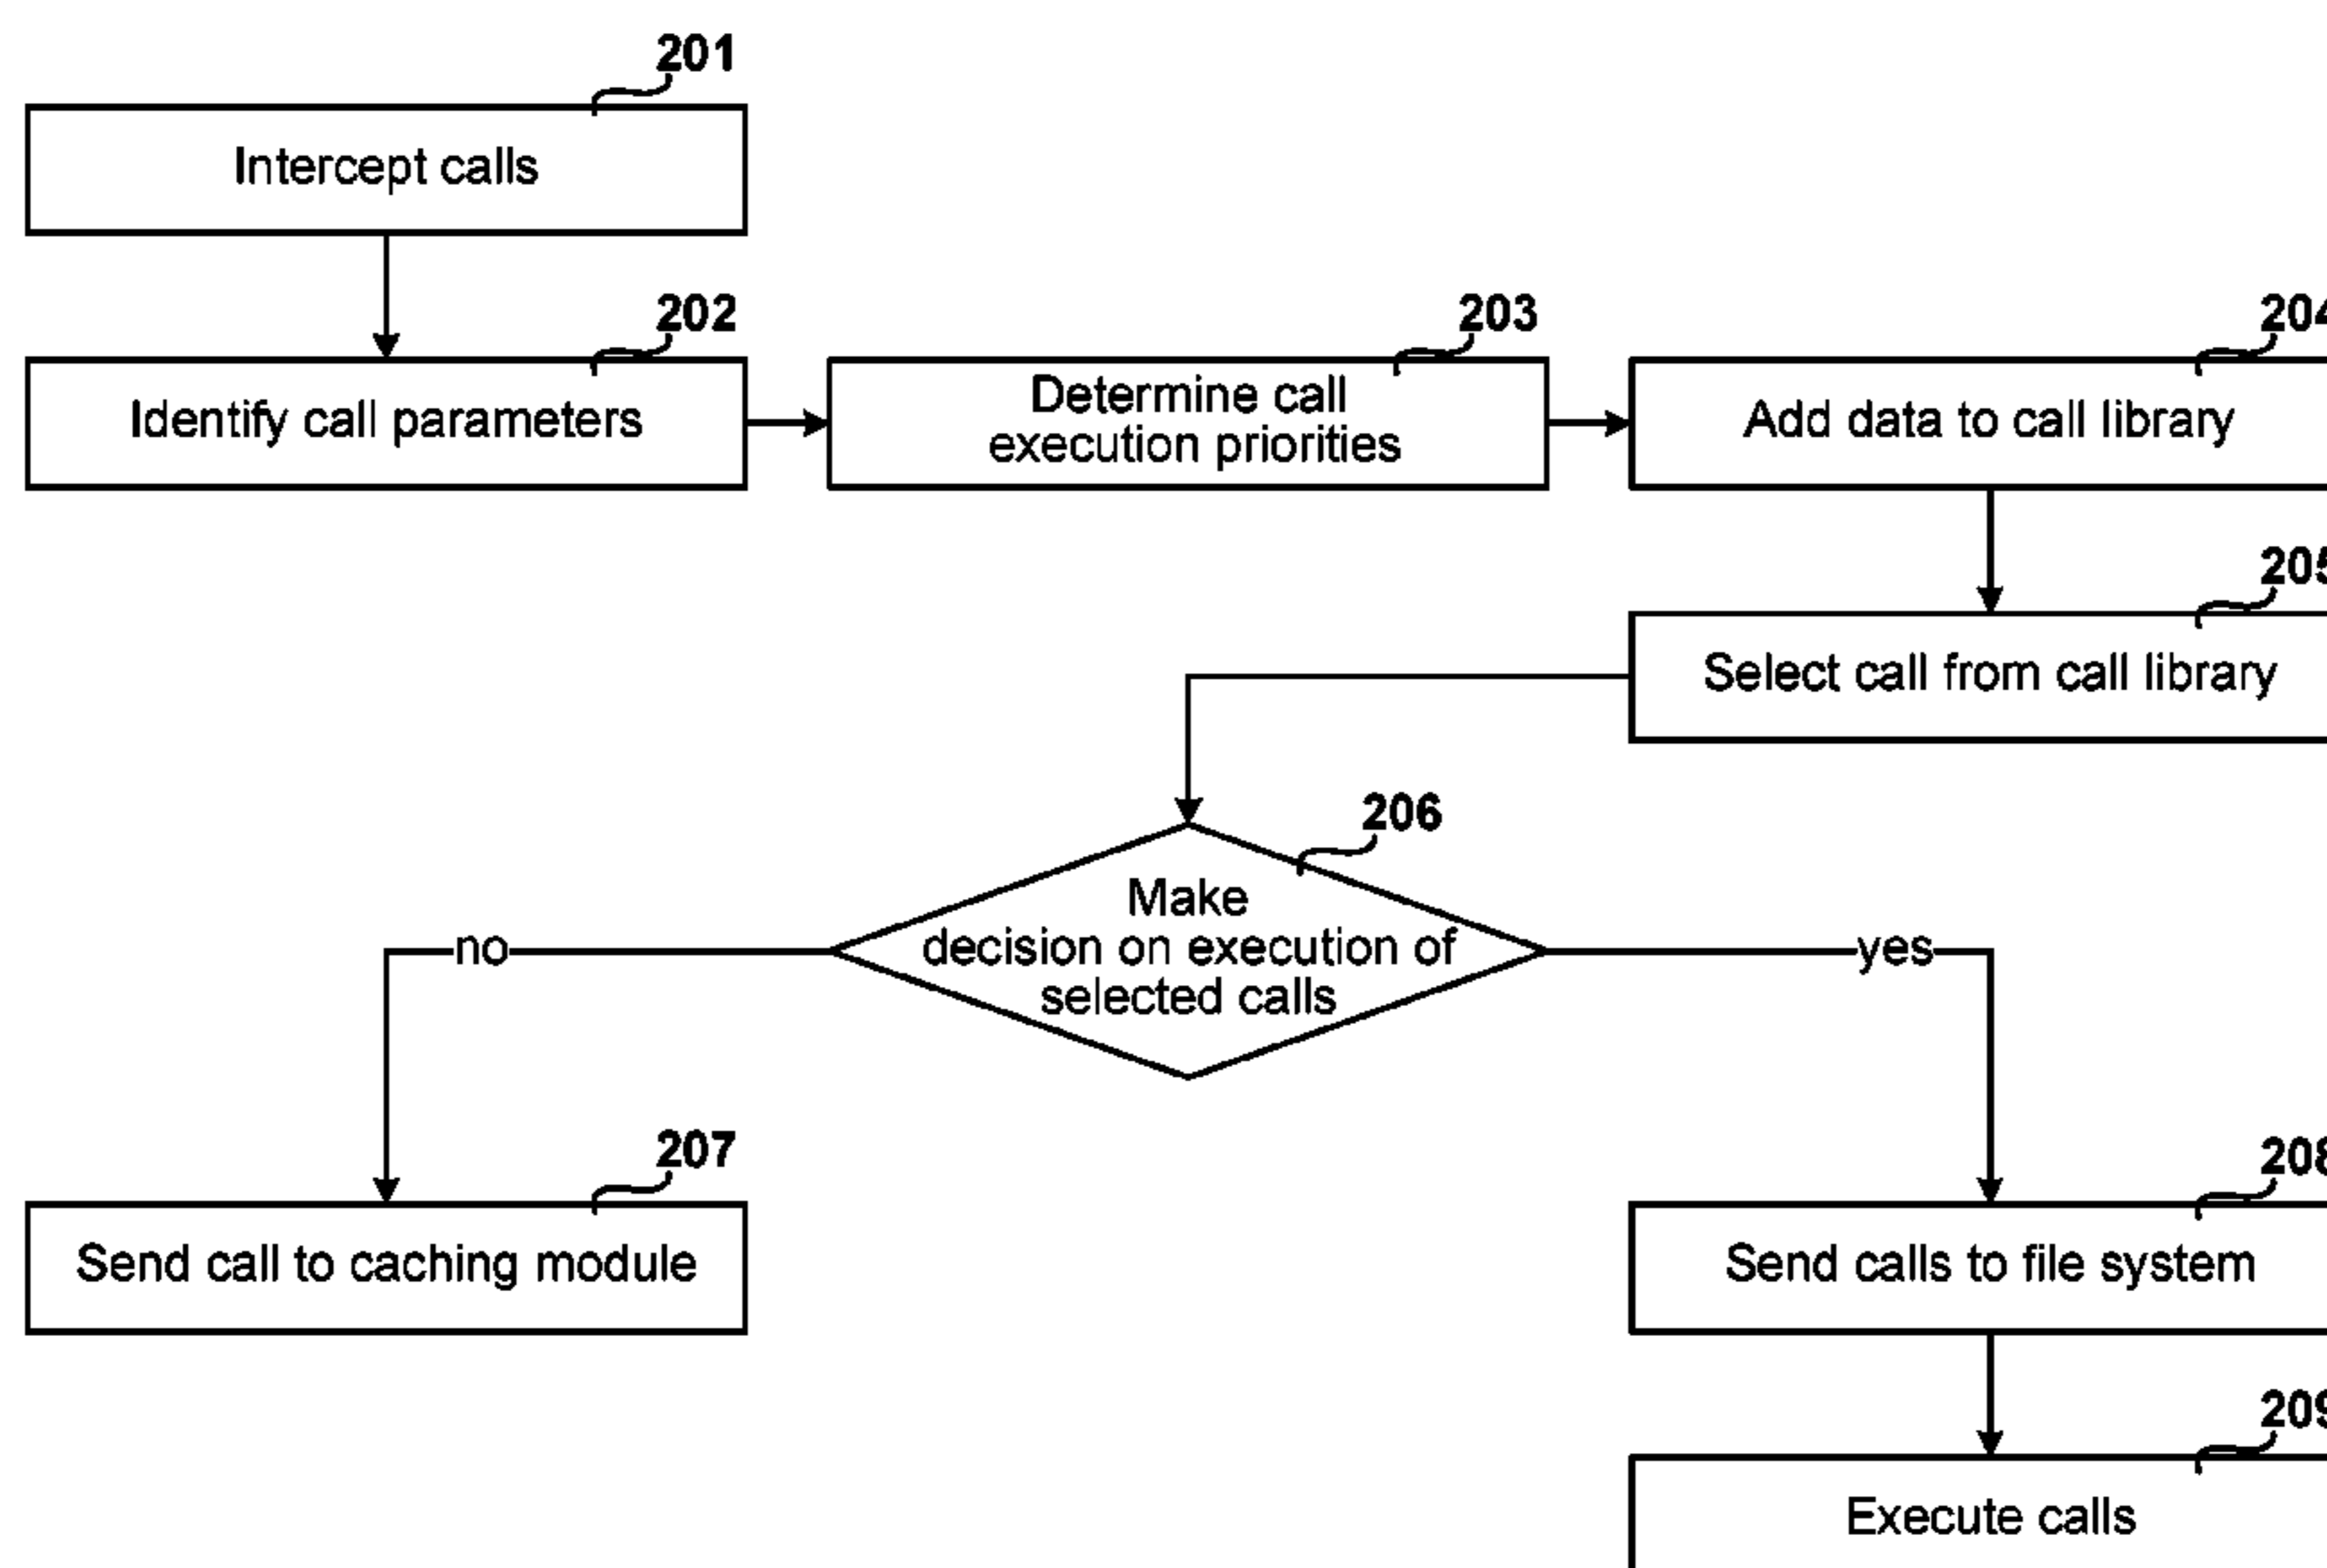 201
Intercept calls
202
203
204
Identify call parameters
Determine call
execution priorities
Add data to call library
205
Select call from call library
206
Make
decision on execution of
selected calls
no
yes
207
208
Send call to caching module
Send calls to file system
209
Execute calls